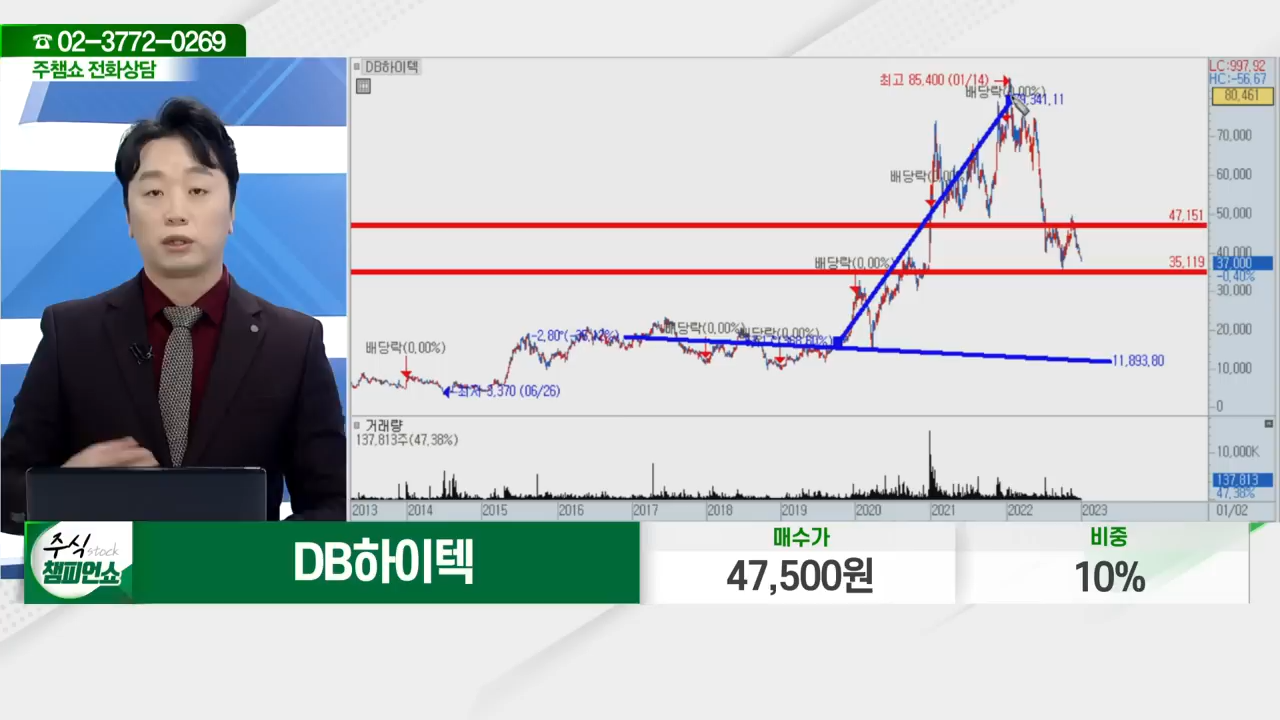 ☎ 02-3772-0269
주챔쇼 전화상담
DB하이텍
LC:997,92
HC:-56,67
최고 85,400 (01/14)
배당락(0,00%)
80,461
70,000
60,000
배당락(0,00%)
50,000
47,151
40,000
배당락(0,00%)
35,119
37,000
-0,40%
30,000
20,000
-2,80°
배당락(0,00%)
배당락(0,00%)
배당락(0,00%)
11,893,80
10,000
최저 3,370 (06/26)
0
거래량
137,813주(47,38%)
10,000K
137,813
47,38%
2013 2014 2015 2016 2017 2018 2019 2020 2021 2022 2023 01/02
주식 stock
챔피언쇼
DB하이텍
매수가
47,500원
비중
10%